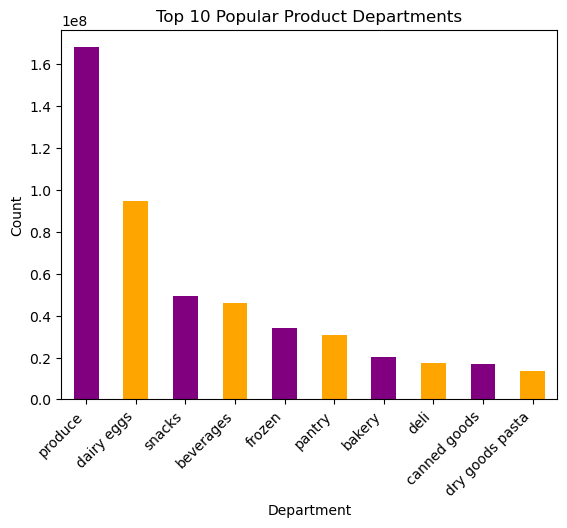 Top 10 Popular Product Departments
1e8
1.6
1.4
1.2
1.0
0.8
0.6
0.4
0.2
0.0
Count
produce
dairy eggs
snacks
beverages
frozen
pantry
bakery
deli
canned goods
dry goods pasta
Department